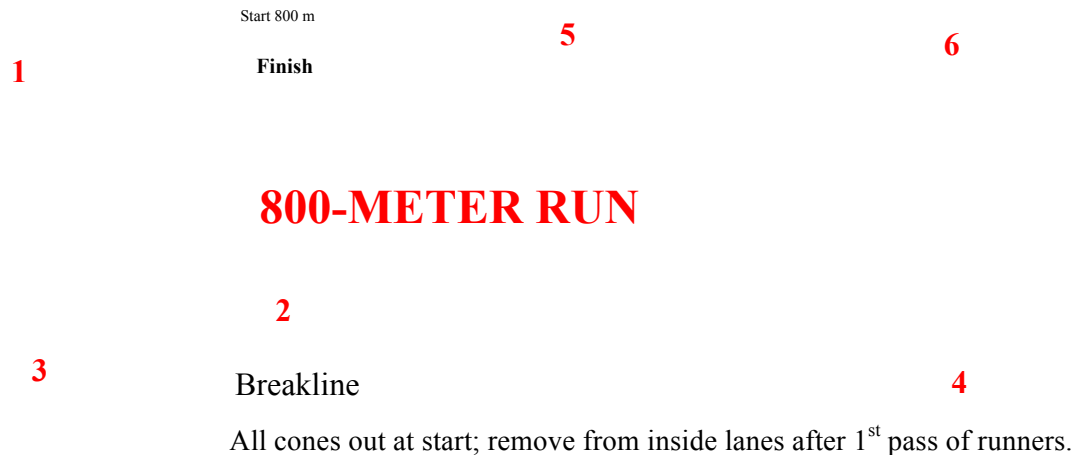 Start 800 m
5
6
1
Finish
800-METER RUN
2
3
Breakline
4
All cones out at start; remove from inside lanes after 1st pass of runners.